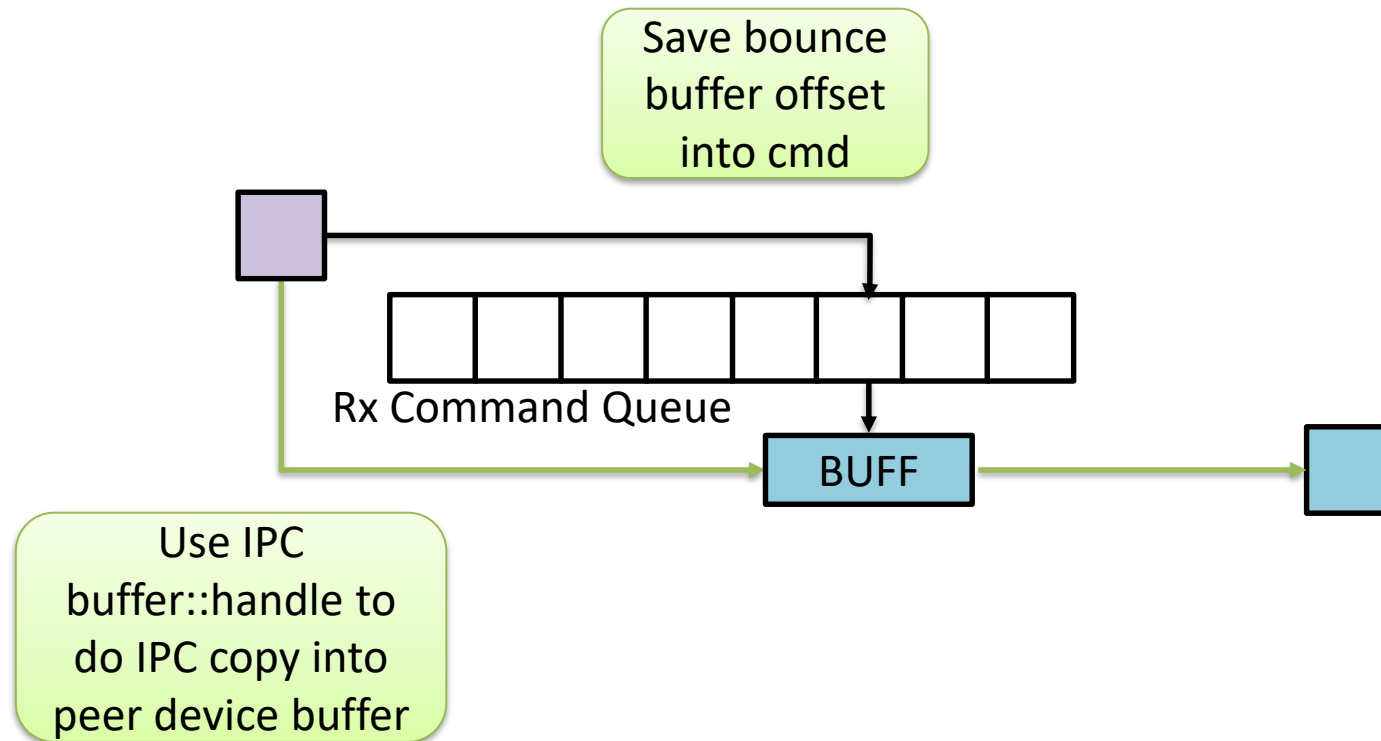 Save bounce
buffer offset
into cmd
Rx Command Queue
BUFF
Use IPC
buffer::handle to
do IPC copy into
peer device buffer